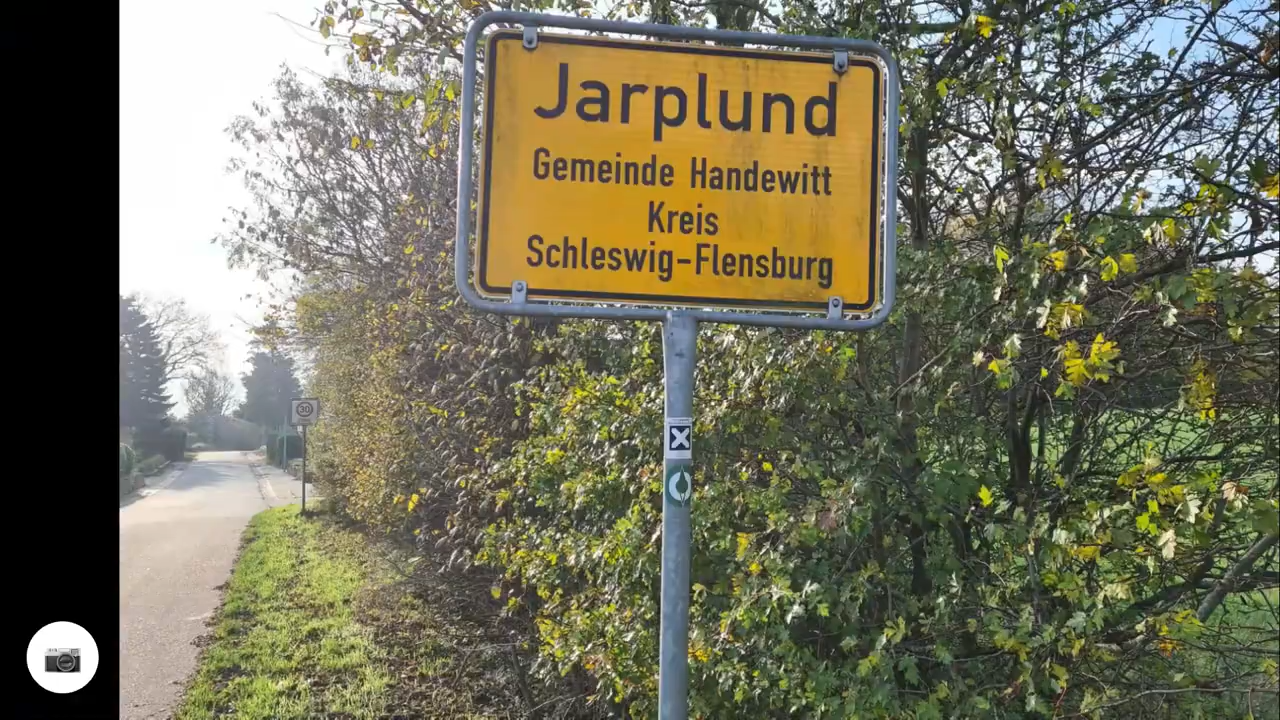 Jarplund
Gemeinde Handewitt
Kreis
Schleswig-Flensburg
30
X